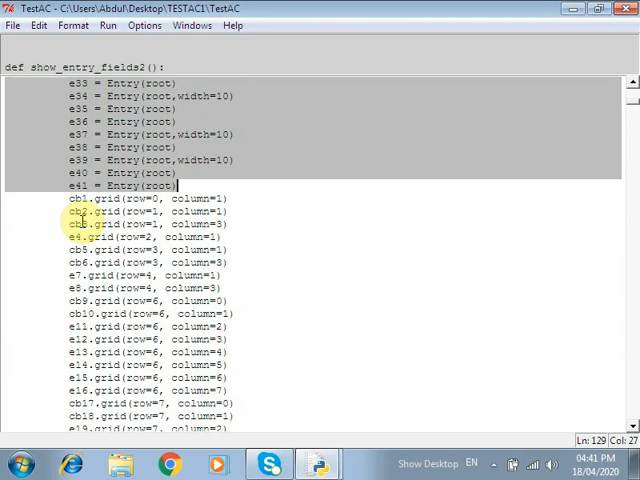 TestAC - C:\Users\Abdul\Desktop\TESTAC1\TestAC
File Edit Format Run Options Windows Help
def show_entry_fields2():
e33 = Entry(root)
e34 = Entry(root,width=10)
e35 = Entry(root)
e36 = Entry(root)
e37 = Entry(root,width=10)
e38 = Entry(root)
e39 = Entry(root,width=10)
e40 = Entry(root)
e41 = Entry(root)
cb1.grid(row=0, column=1)
cb2.grid(row=1, column=1)
cb3.grid(row=1, column=3)
e4.grid(row=2, column=1)
cb5.grid(row=3, column=1)
cb6.grid(row=3, column=3)
e7.grid(row=4, column=1)
e8.grid(row=4, column=3)
cb9.grid(row=6, column=0)
cb10.grid(row=6, column=1)
e11.grid(row=6, column=2)
e12.grid(row=6, column=3)
e13.grid(row=6, column=4)
e14.grid(row=6, column=5)
e15.grid(row=6, column=6)
e16.grid(row=6, column=7)
cb17.grid(row=7, column=0)
cb18.grid(row=7, column=1)
e19.grid(row=7, column=2)
Ln: 129 Col: 27
Show Desktop EN 04:41 PM
18/04/2020